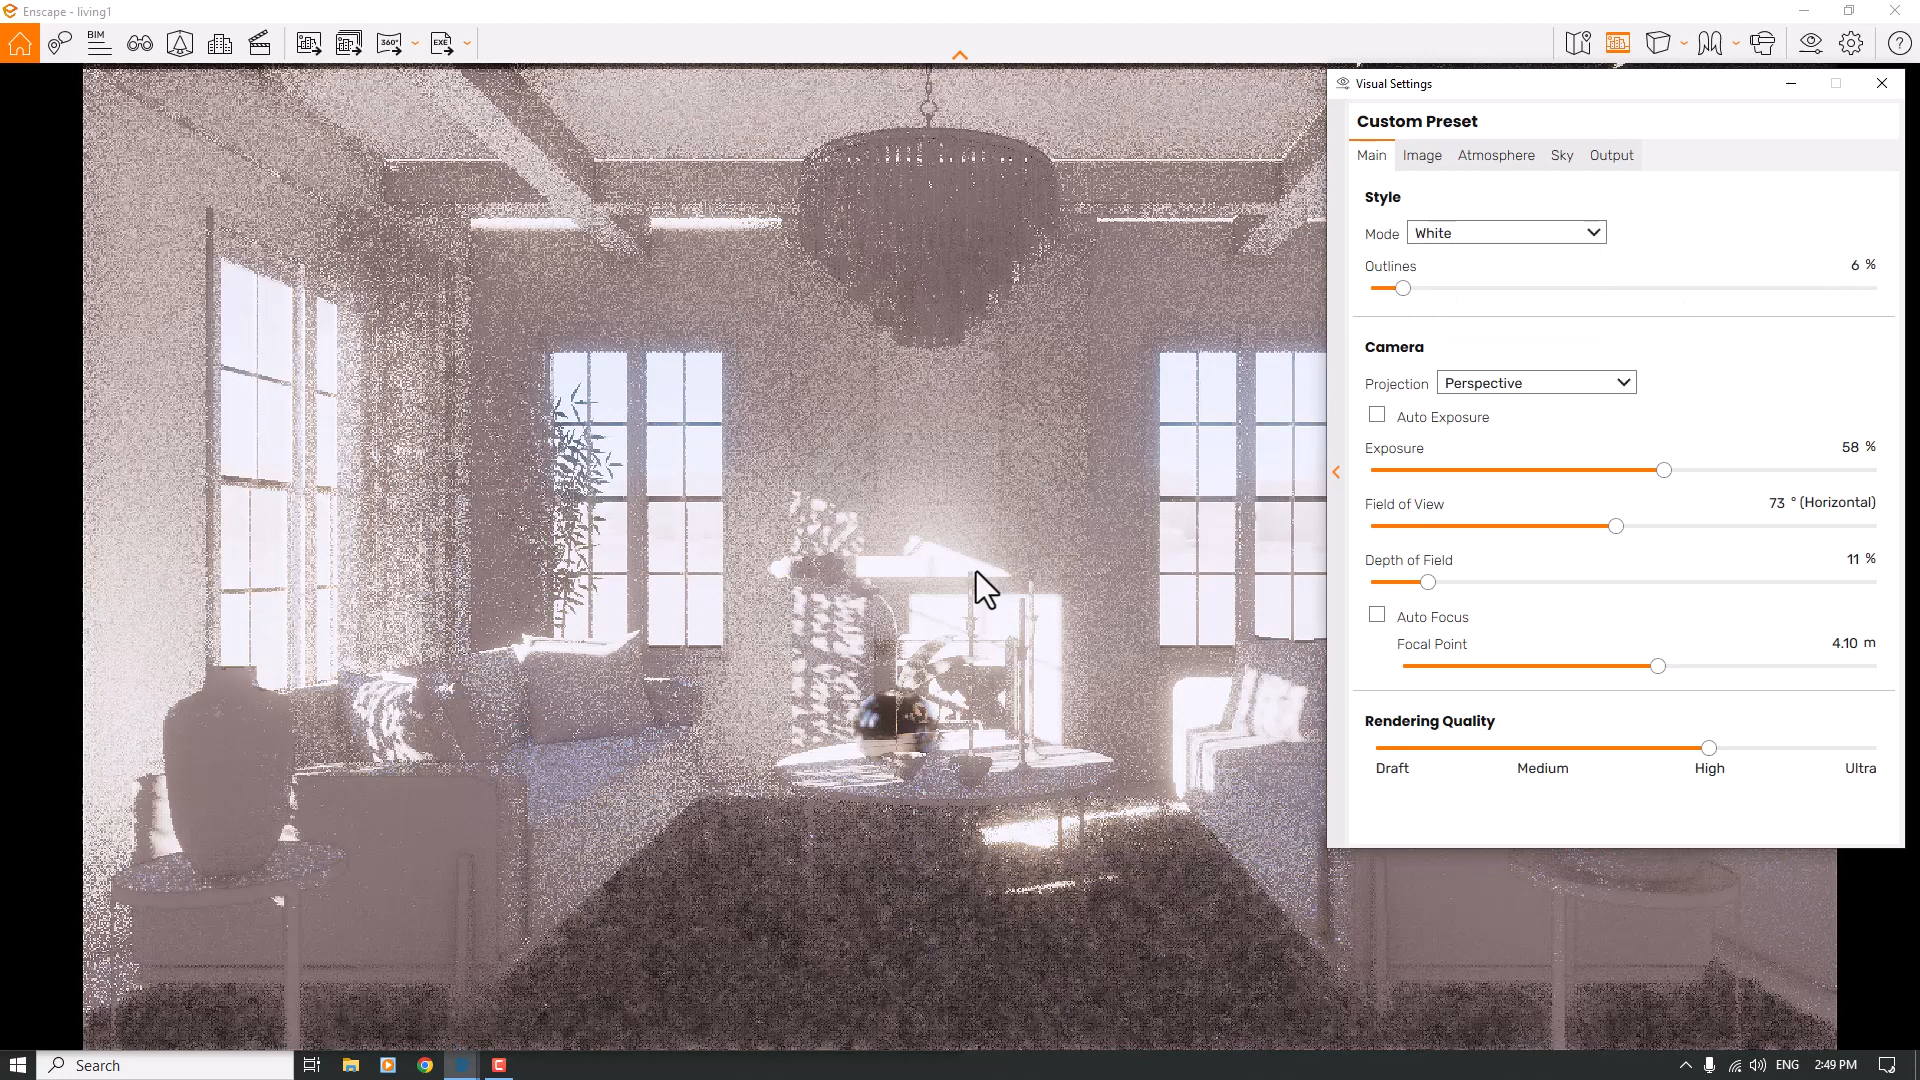 Enscape - living1
BIM
360°
EXE
?
Visual Settings
Custom Preset
Main Image Atmosphere Sky Output
Style
Mode White
Outlines 6 %
Camera
Projection Perspective
Auto Exposure
Exposure 58 %
Field of View 73 ° (Horizontal)
Depth of Field 11 %
Auto Focus
Focal Point 4.10 m
Rendering Quality
Draft Medium High Ultra
Search
ENG 2:49 PM